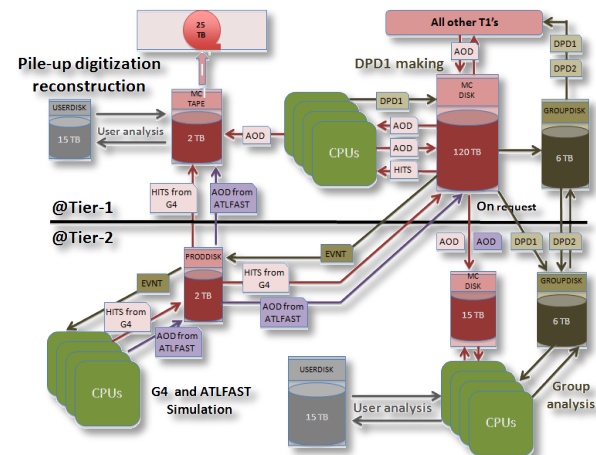 25
TB
All other T1's
AOD
DPD1
DPD2
Pile-up digitization
reconstruction
DPD1 making
MC
TAPE
MC
DISK
USERDISK
GROUPDISK
DPD1
AOD
AOD
AOD
HITS
User analysis
15 TB
2 TB
CPUs
120 TB
6 TB
HITS from
G4
AOD from
ATLFAST
On request
@Tier-1
@Tier-2
EVNT
AOD
AOD
DPD1
DPD2
PRODDISK
HITS from
G4
MC
DISK
GROUPDISK
EVNT
2 TB
AOD from
ATLFAST
HITS from
G4
15 TB
6 TB
AOD from
ATLFAST
CPUs
G4 and ATLFAST
Simulation
USERDISK
15 TB
User analysis
CPUs
Group
analysis